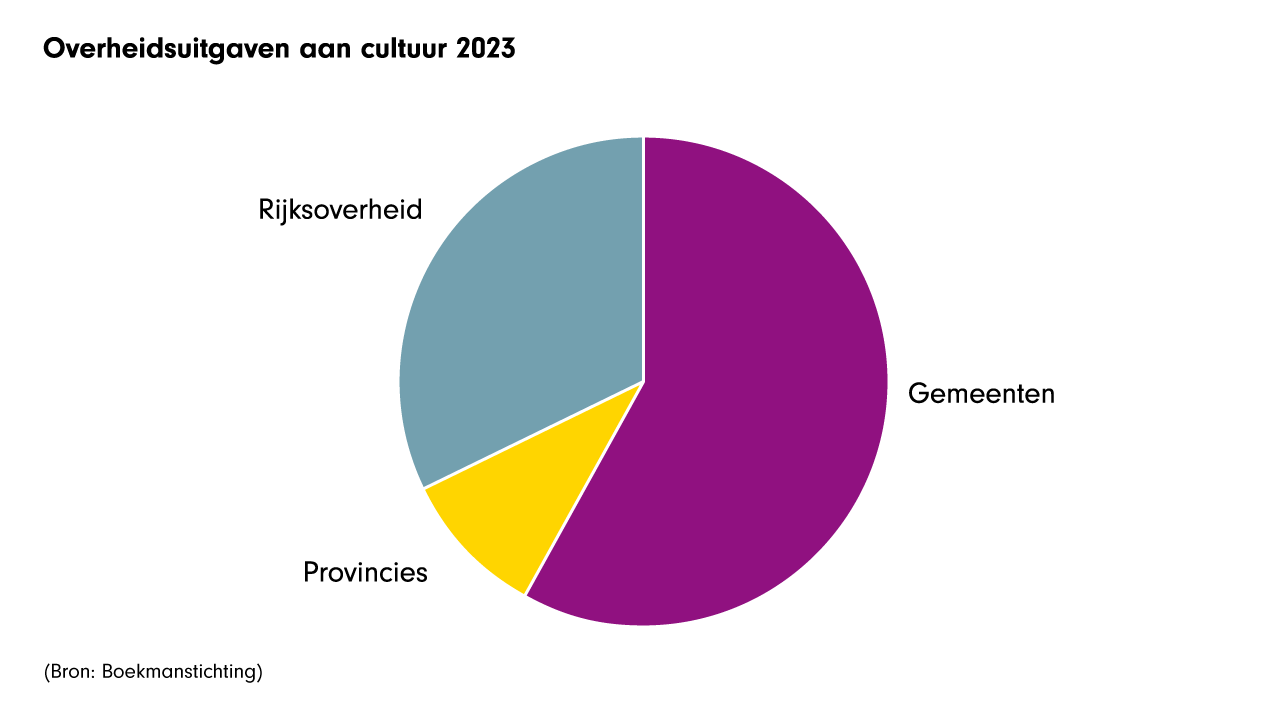 Overheidsuitgaven aan cultuur 2023
Rijksoverheid
Gemeenten
Provincies
(Bron: Boekmanstichting)